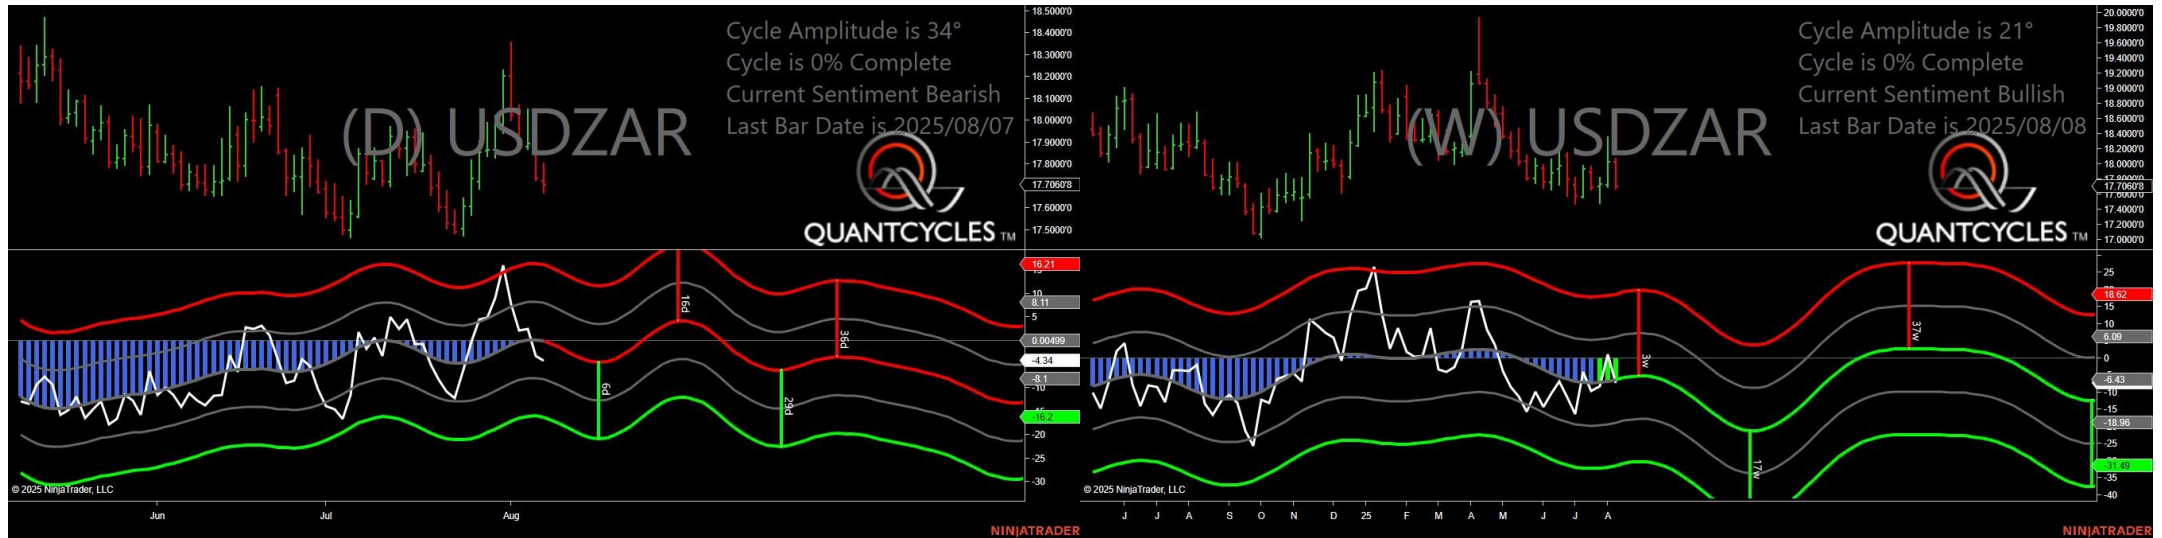 (D) USDZAR
Cycle Amplitude is 34°
Cycle is 0% Complete
Current Sentiment Bearish
Last Bar Date is 2025/08/07
QUANTCYCLES TM
18.5000'0
18.4000'0
18.3000'0
18.2000'0
18.1000'0
18.0000'0
17.9000'0
17.8000'0
17.7060'8
17.6000'0
17.5000'0
16.21
10
8.11
5
0.00499
-4.34
-8.1
-10
-16.2
-20
-25
-30
6d
16d
29d
36d
© 2025 NinjaTrader, LLC
Jun
Jul
Aug
NINJATRADER
(W) USDZAR
Cycle Amplitude is 21°
Cycle is 0% Complete
Current Sentiment Bullish
Last Bar Date is 2025/08/08
QUANTCYCLES TM
20.0000'0
19.8000'0
19.6000'0
19.4000'0
19.2000'0
19.0000'0
18.8000'0
18.6000'0
18.4000'0
18.2000'0
18.0000'0
17.8000'0
17.7060'8
17.6000'0
17.4000'0
17.2000'0
17.0000'0
25
18.62
15
10
6.09
0
-6.43
-10
-15
-18.96
-25
-31.49
-35
-40
3w
17w
37w
© 2025 NinjaTrader, LLC
J J A S O N D 25 F M A M J J A
NINJATRADER